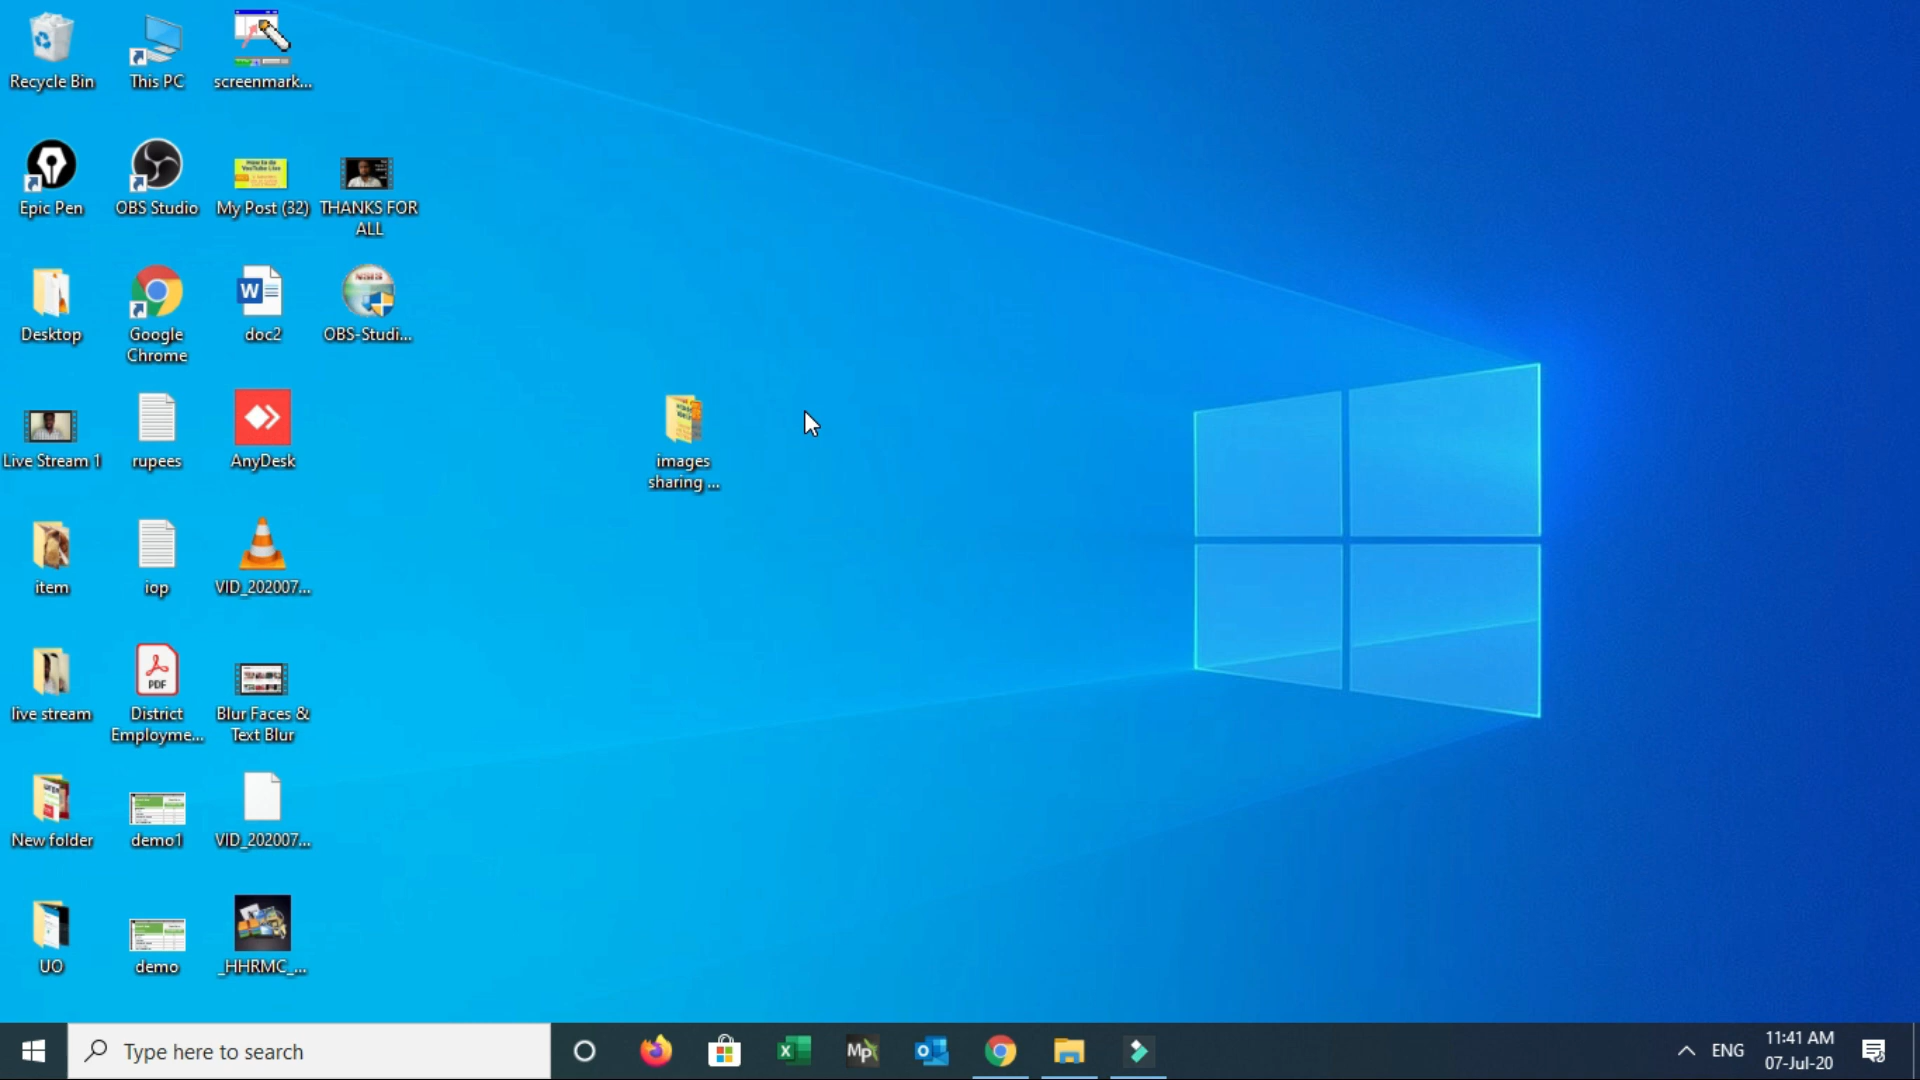 Recycle Bin
This PC
screenmark...
Epic Pen
OBS Studio
My Post (32)
THANKS FOR
ALL
Desktop
Google
Chrome
doc2
OBS-Studi...
Live Stream 1
rupees
AnyDesk
images
sharing ...
item
iop
VID_202007...
live stream
PDF
District
Employme...
Blur Faces &
Text Blur
New folder
demo1
VID_202007...
UO
demo
_HHRMC_...
Type here to search
ENG
11:41 AM
07-Jul-20